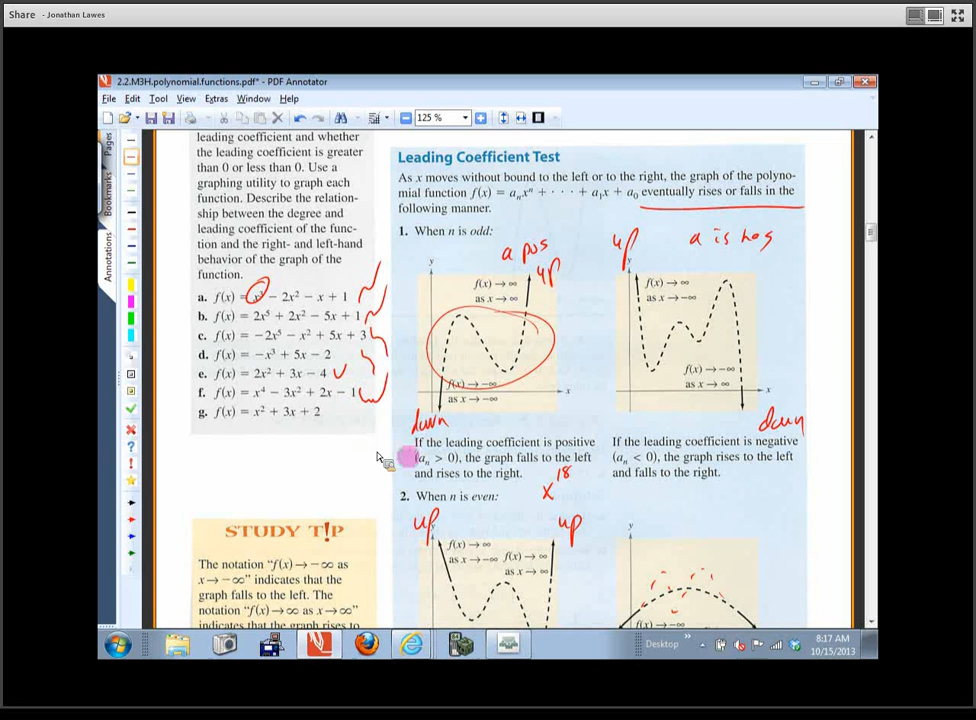 Share - Jonathan Lawes
2.2.M3H.polynomial.functions.pdf* - PDF Annotator
File Edit Tool View Extras Window Help
125 %
Pages
Bookmarks
Annotations
leading coefficient and whether
the leading coefficient is greater
than 0 or less than 0. Use a
graphing utility to graph each
function. Describe the relation-
ship between the degree and
leading coefficient of the func-
tion and the right- and left-hand
behavior of the graph of the
function.
a. f(x) = x³ − 2x² − x + 1
b. f(x) = 2x⁵ + 2x² − 5x + 1
c. f(x) = −2x⁵ − x² + 5x + 3
d. f(x) = −x³ + 5x − 2
e. f(x) = 2x² + 3x − 4
f. f(x) = x⁴ − 3x² + 2x − 1
g. f(x) = x² + 3x + 2
STUDY T!P
The notation “f(x) → −∞ as
x → −∞” indicates that the
graph falls to the left. The
notation “f(x) → ∞ as x → ∞”
indicates that the graph rises to
Leading Coefficient Test
As x moves without bound to the left or to the right, the graph of the polyno-
mial function f(x) = aₙxⁿ + · · · + a₁x + a₀ eventually rises or falls in the
following manner.
1. When n is odd:
a pos
up
y
f(x) → ∞
as x → ∞
f(x) → −∞
as x → −∞
x
down
up
a is neg
y
f(x) → ∞
as x → −∞
f(x) → −∞
as x → ∞
x
down
If the leading coefficient is positive
(aₙ > 0), the graph falls to the left
and rises to the right.
If the leading coefficient is negative
(aₙ < 0), the graph rises to the left
and falls to the right.
x¹⁸
2. When n is even:
up
up
y
f(x) → ∞
as x → −∞
f(x) → ∞
as x → ∞
y
f(x) → −∞
Desktop
8:17 AM
10/15/2013